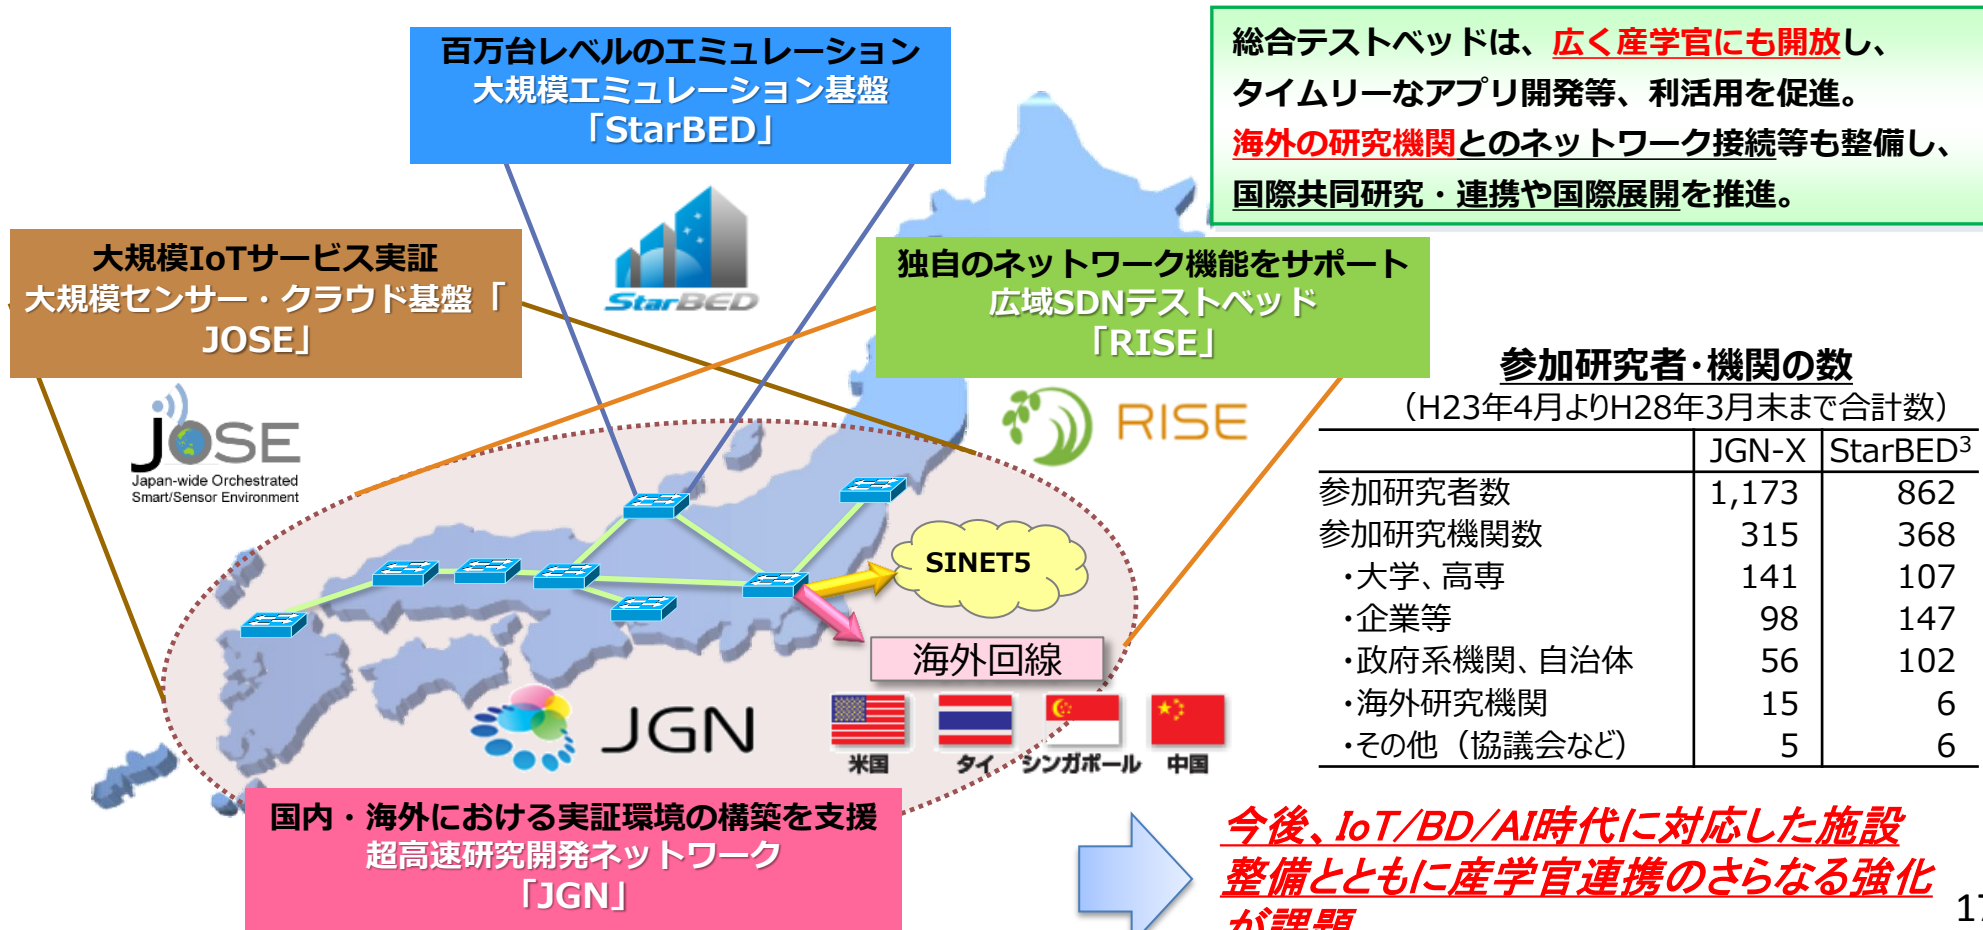 百万台レベルのエミュレーション
大規模エミュレーション基盤
「StarBED」
総合テストベッドは、広く産学官にも開放し、
タイムリーなアプリ開発等、利活用を促進。
海外の研究機関とのネットワーク接続等も整備し、
国際共同研究・連携や国際展開を推進。
大規模IoTサービス実証
大規模センサー・クラウド基盤「
JOSE」
StarBED
独自のネットワーク機能をサポート
広域SDNテストベッド
「RISE」
JOSE
Japan-wide Orchestrated
Smart/Sensor Environment
RISE
参加研究者・機関の数
（H23年4月よりH28年3月末まで合計数）
JGN-X StarBED³
参加研究者数 1,173 862
参加研究機関数 315 368
・大学、高専 141 107
・企業等 98 147
・政府系機関、自治体 56 102
・海外研究機関 15 6
・その他（協議会など） 5 6
SINET5
海外回線
JGN
米国 タイ シンガポール 中国
国内・海外における実証環境の構築を支援
超高速研究開発ネットワーク
「JGN」
今後、IoT/BD/AI時代に対応した施設
整備とともに産学官連携のさらなる強化
が課題